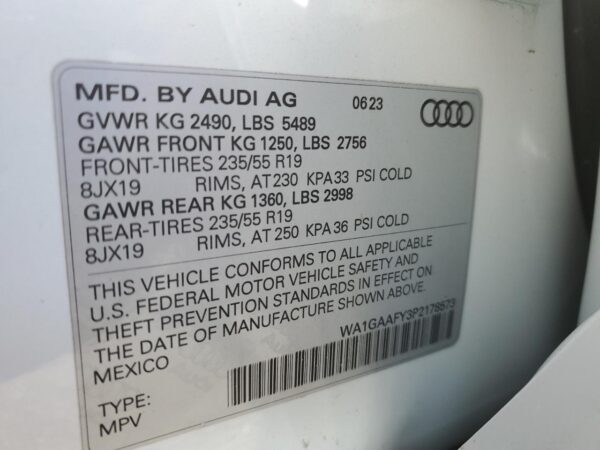 MFD. BY AUDI AG 06 23
GVWR KG 2490, LBS 5489
GAWR FRONT KG 1250, LBS 2756
FRONT-TIRES 235/55 R19
8JX19 RIMS, AT 230 KPA 33 PSI COLD
GAWR REAR KG 1360, LBS 2998
REAR-TIRES 235/55 R19
8JX19 RIMS, AT 250 KPA 36 PSI COLD
THIS VEHICLE CONFORMS TO ALL APPLICABLE
U.S. FEDERAL MOTOR VEHICLE SAFETY AND
THEFT PREVENTION STANDARDS IN EFFECT ON
THE DATE OF MANUFACTURE SHOWN ABOVE
MEXICO WA1GAAFY3P2178573
TYPE:
MPV